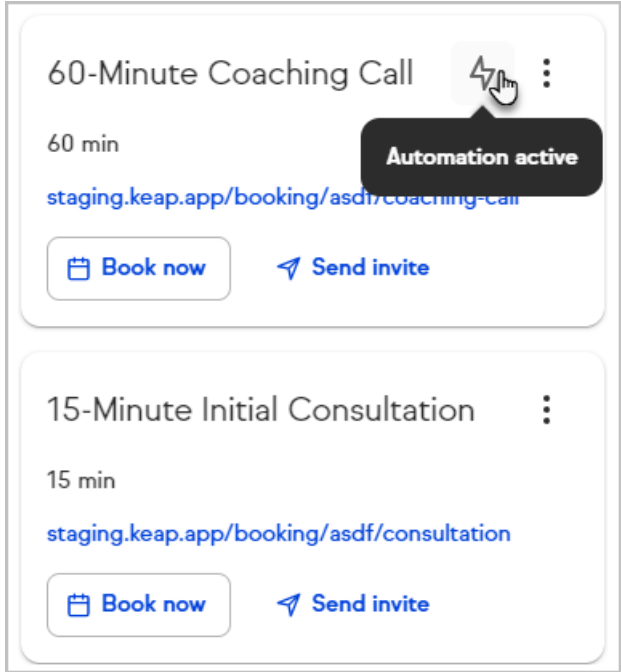 60-Minute Coaching Call
60 min
Automation active
staging.keap.app/booking/asdf/coaching-call
Book now
Send invite
15-Minute Initial Consultation
15 min
staging.keap.app/booking/asdf/consultation
Book now
Send invite